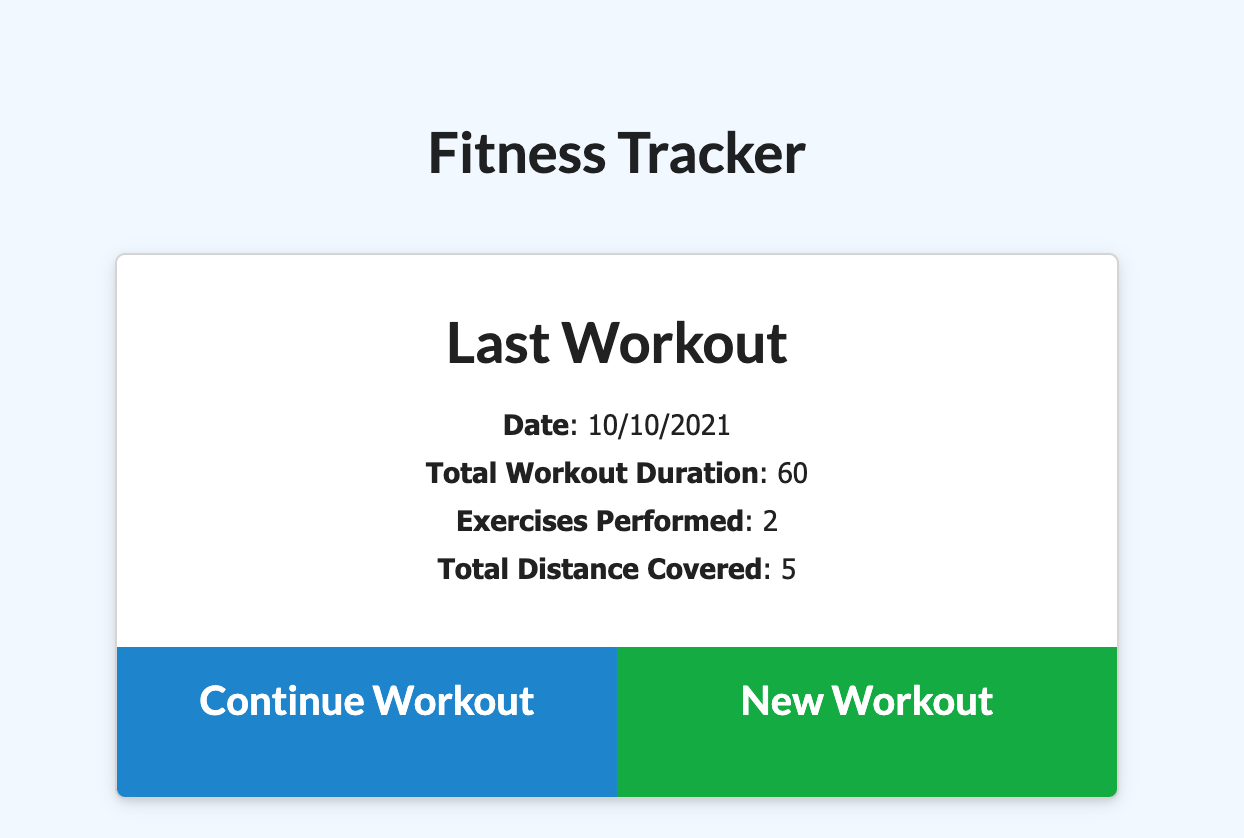 Fitness Tracker
Last Workout
Date: 10/10/2021
Total Workout Duration: 60
Exercises Performed: 2
Total Distance Covered: 5
Continue Workout
New Workout